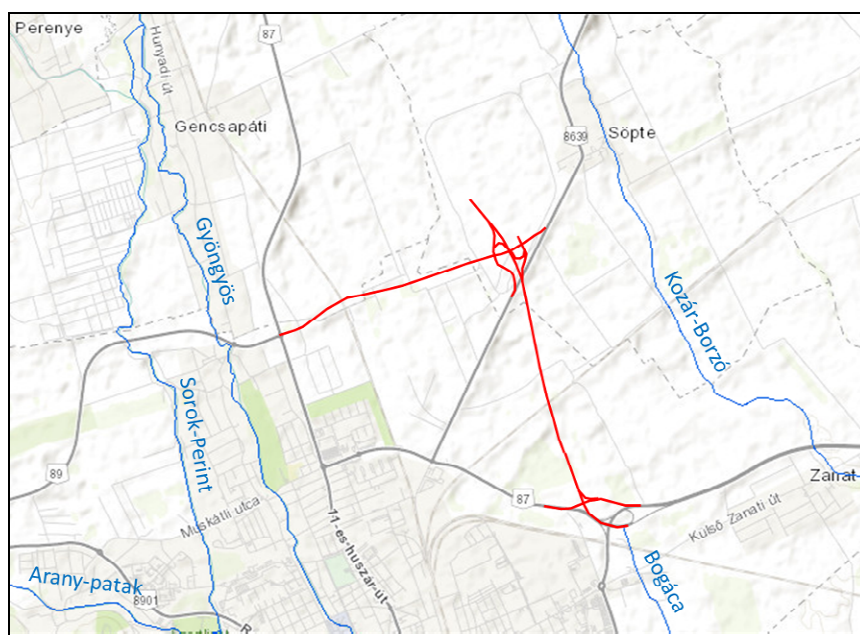 Perenye
Hunyadi út
87
Gencsapáti
8639
Söpte
Gyöngyös
Kozár-Borzó
Sorok-Perint
89
87
Zanat
Muskátli utca
11-es-huszár-út
Külső Zanati út
Arany-patak
8901
Bogáca